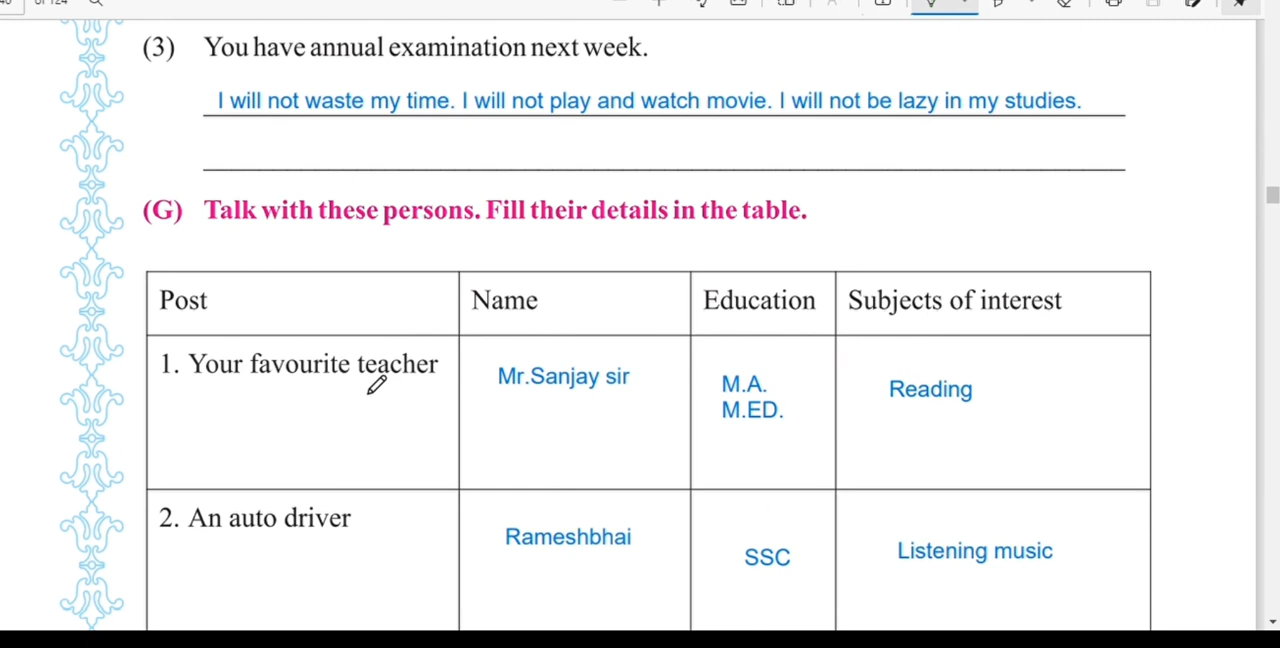 of 124
(3) You have annual examination next week.
I will not waste my time. I will not play and watch movie. I will not be lazy in my studies.
(G) Talk with these persons. Fill their details in the table.
Post Name Education Subjects of interest
1. Your favourite teacher Mr.Sanjay sir M.A. Reading
M.ED.
2. An auto driver Rameshbhai SSC Listening music